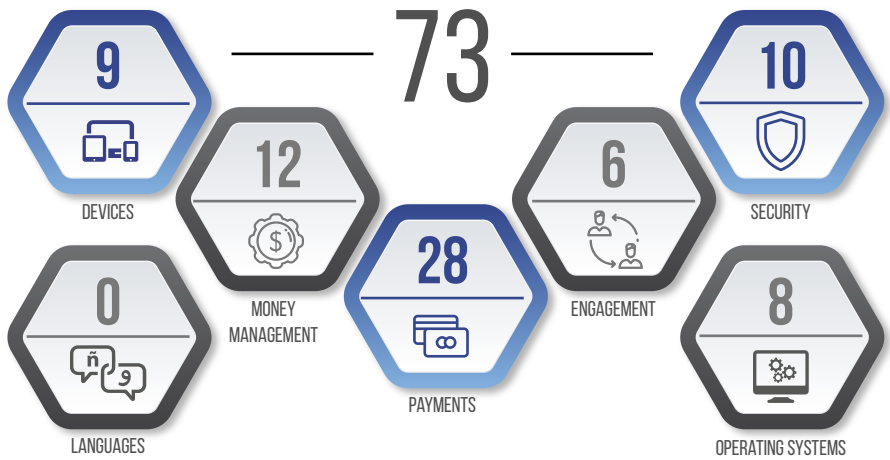 73
9
DEVICES
12
MONEY
MANAGEMENT
28
PAYMENTS
6
ENGAGEMENT
10
SECURITY
0
ñ
و
LANGUAGES
8
OPERATING SYSTEMS